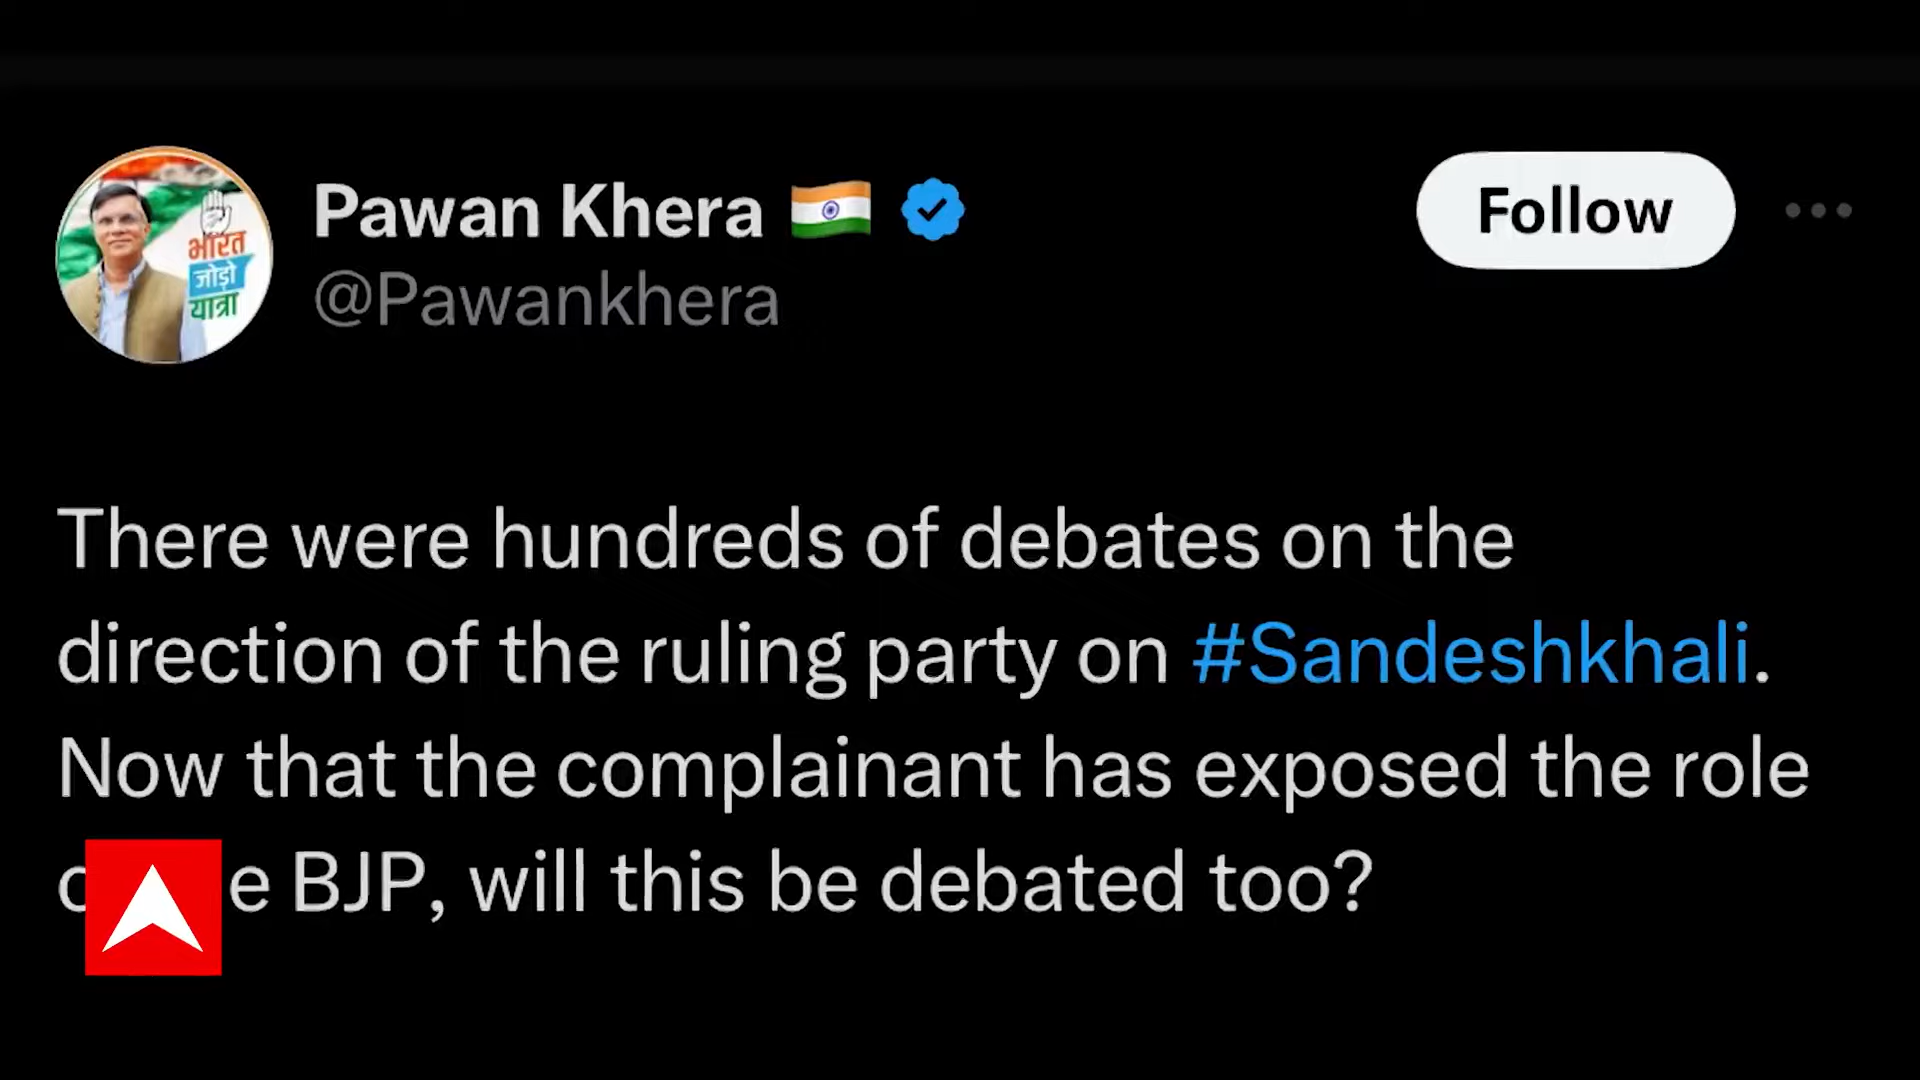 Pawan Khera
@Pawankhera
Follow
भारत
जोड़ो
यात्रा
There were hundreds of debates on the
direction of the ruling party on #Sandeshkhali.
Now that the complainant has exposed the role
BJP, will this be debated too?